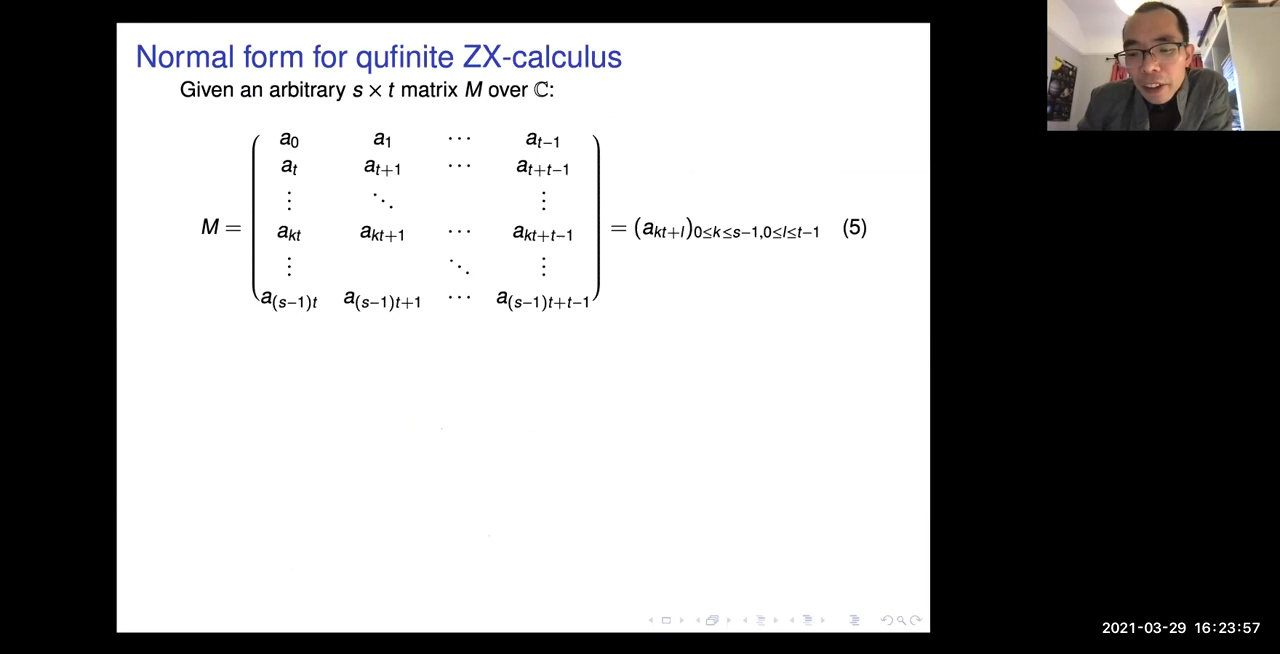 Normal form for qufinite ZX-calculus
Given an arbitrary s × t matrix M over ℂ:
a_0 a_1 ⋯ a_{t−1}
a_t a_{t+1} ⋯ a_{t+t−1}
⋮ ⋱ ⋮
M = a_{kt} a_{kt+1} ⋯ a_{kt+t−1} = (a_{kt+l})_{0≤k≤s−1,0≤l≤t−1} (5)
⋮ ⋱ ⋮
a_{(s−1)t} a_{(s−1)t+1} ⋯ a_{(s−1)t+t−1}
2021-03-29 16:23:57